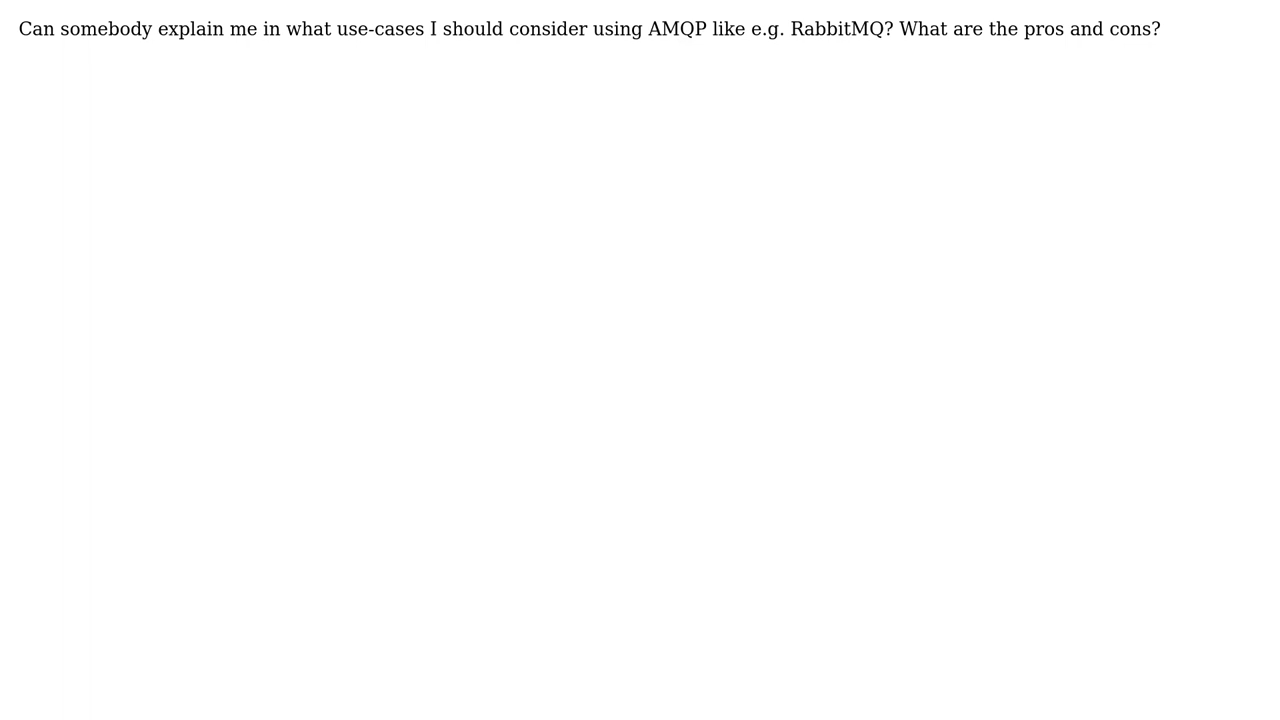 Can somebody explain me in what use-cases I should consider using AMQP like e.g. RabbitMQ? What are the pros and cons?